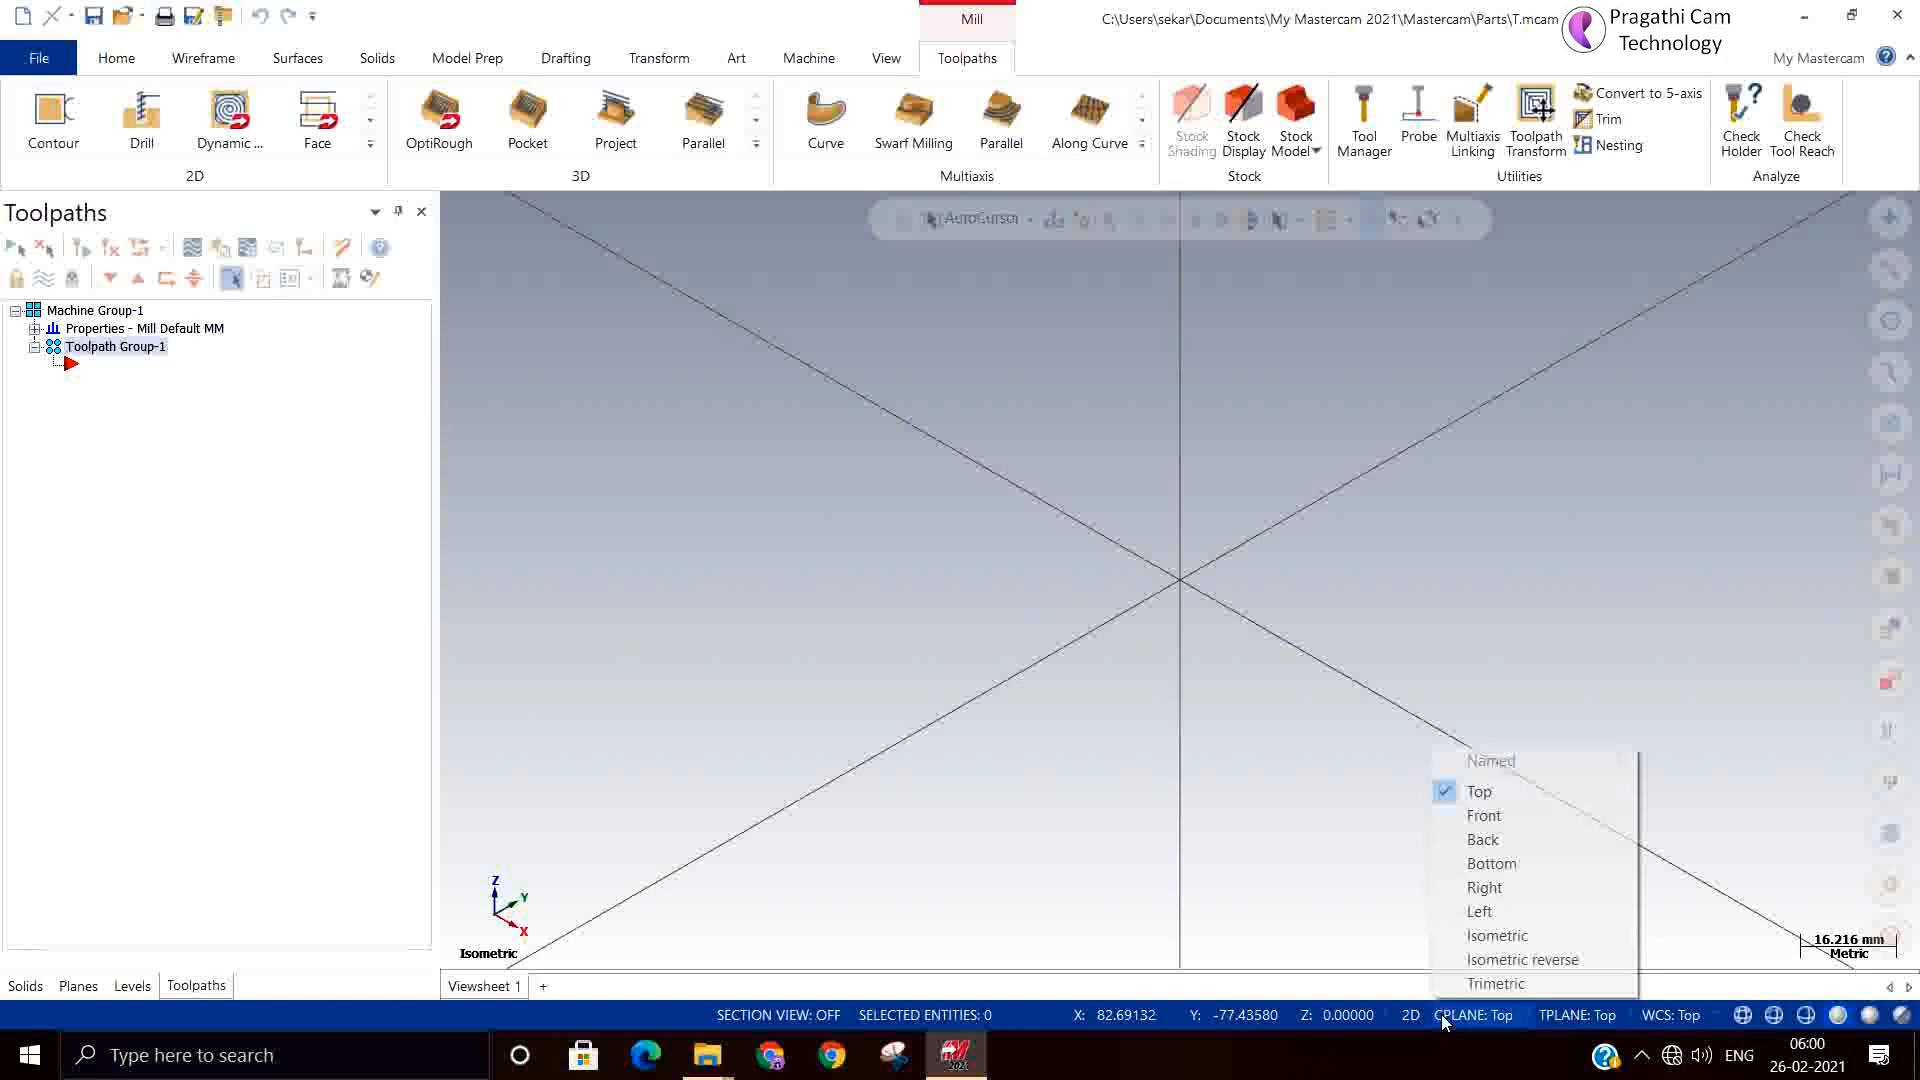 Mill
C:\Users\sekar\Documents\My Mastercam 2021\Mastercam\Parts\T.mcam
Pragathi Cam
Technology
File
Home
Wireframe
Surfaces
Solids
Model Prep
Drafting
Transform
Art
Machine
View
Toolpaths
My Mastercam
Contour
Drill
Dynamic ...
Face
2D
OptiRough
Pocket
Project
Parallel
3D
Curve
Swarf Milling
Parallel
Along Curve
Multiaxis
Stock
Shading
Stock
Display
Stock
Model
Stock
Tool
Manager
Probe
Multiaxis
Linking
Toolpath
Transform
Convert to 5-axis
Trim
Nesting
Utilities
Check
Holder
Check
Tool Reach
Analyze
Toolpaths
AutoCursor
Machine Group-1
Properties - Mill Default MM
Toolpath Group-1
Named
Top
Front
Back
Bottom
Right
Left
Isometric
Isometric reverse
Trimetric
Z
Y
X
Isometric
16.216 mm
Metric
Solids
Planes
Levels
Toolpaths
Viewsheet 1
+
SECTION VIEW: OFF
SELECTED ENTITIES: 0
X: 82.69132
Y: -77.43580
Z: 0.00000
2D
CPLANE: Top
TPLANE: Top
WCS: Top
Type here to search
2021
ENG
06:00
26-02-2021